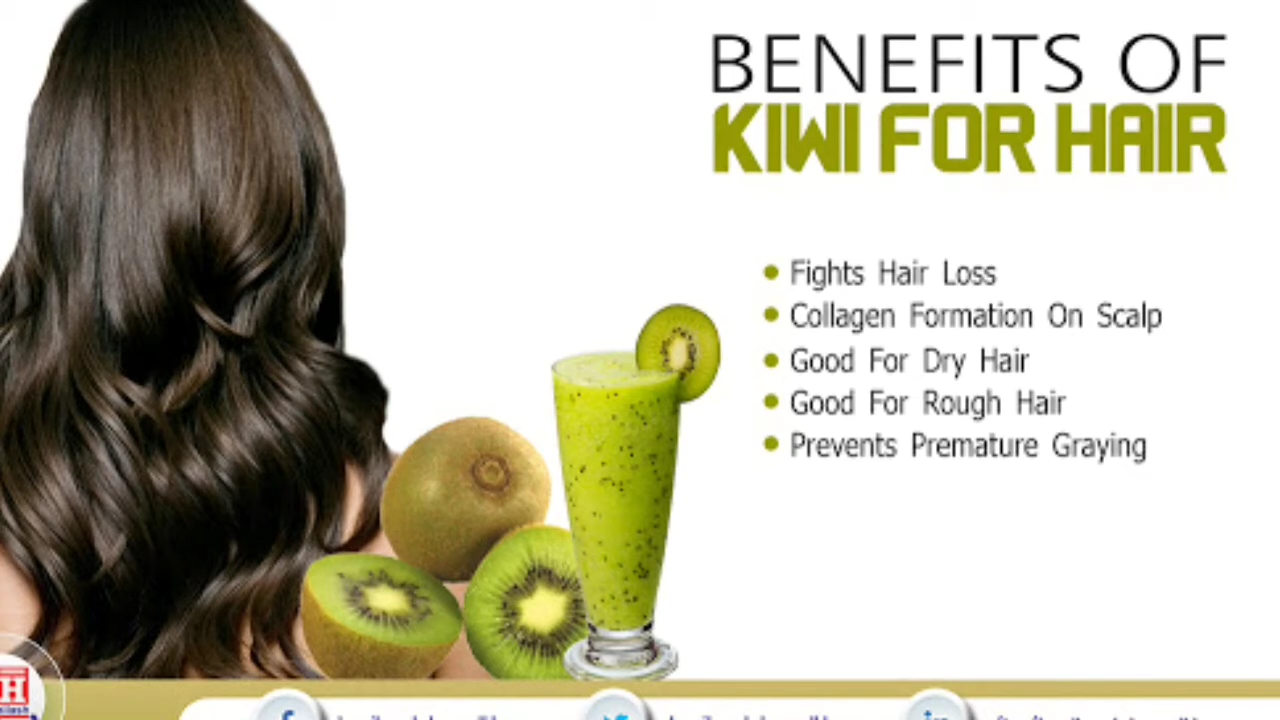 BENEFITS OF
KIWI FOR HAIR
Fights Hair Loss
Collagen Formation On Scalp
Good For Dry Hair
Good For Rough Hair
Prevents Premature Graying
H